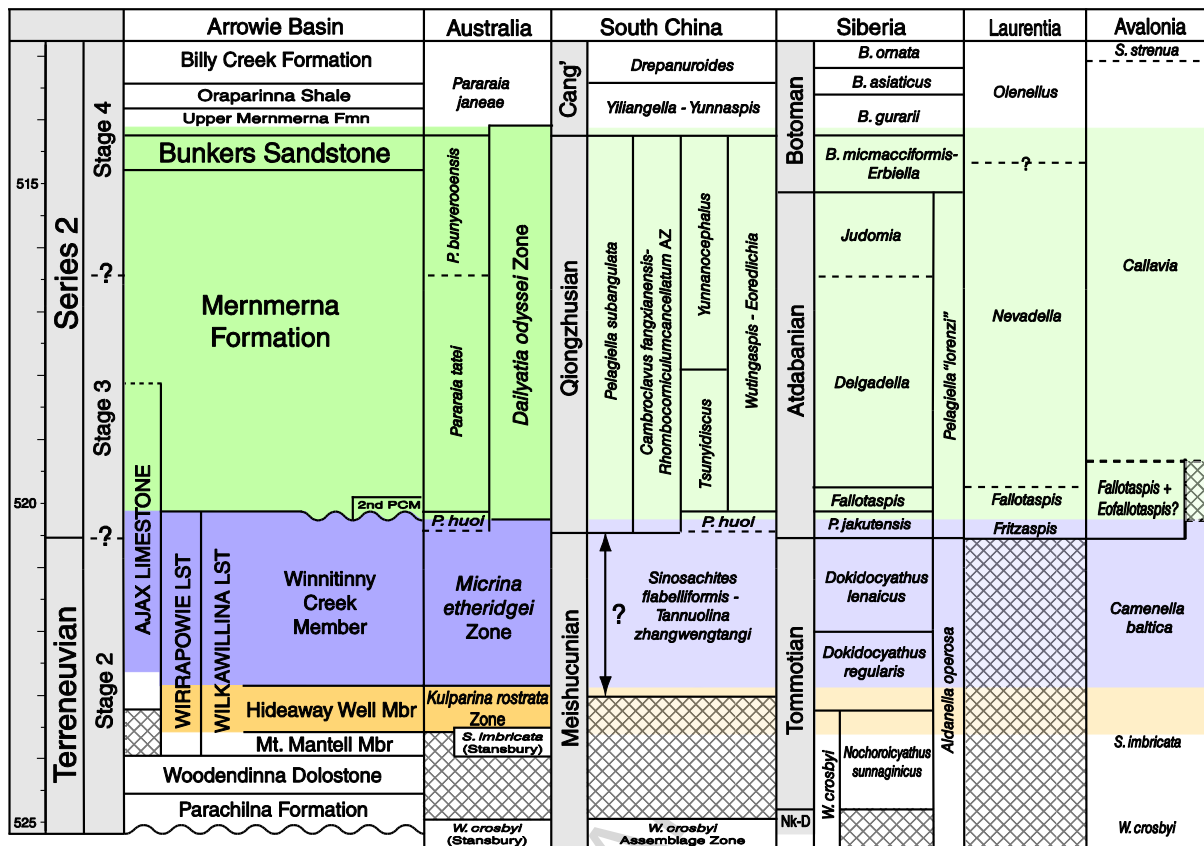 Arrowie Basin
Australia
South China
Siberia
Laurentia
Avalonia
515
520
525
Series 2
Terreneuvian
Stage 4
-?
Stage 3
-?
Stage 2
Billy Creek Formation
Oraparinna Shale
Upper Mernmerna Fmn
Bunkers Sandstone
Mernmerna
Formation
2nd PCM
AJAX LIMESTONE
WIRRAPOWIE LST
WILKAWILLINA LST
Winnitinny
Creek
Member
Hideaway Well Mbr
Mt. Mantell Mbr
Woodendinna Dolostone
Parachilna Formation
Pararaia
janeae
P. bunyerooensis
Pararaia tatei
Dailyatia odyssei Zone
P. huoi
Micrina
etheridgei
Zone
Kulparina rostrata
Zone
S. imbricata
(Stansbury)
W. crosbyi
(Stansbury)
Cang'
Qiongzhusian
Meishucunian
Drepanuroides
Yiliangella - Yunnaspis
Pelagiella subangulata
Cambroclavus fangxianensis-
Rhombocorniculumcancellatum AZ
Yunnanocephalus
Tsunyidiscus
Wutingaspis - Eoredlichia
P. huoi
?
Sinosachites
flabelliformis -
Tannuolina
zhangwengtangi
W. crosbyi
Assemblage Zone
Botoman
Atdabanian
Tommotian
Nk-D
B. ornata
B. asiaticus
B. gurarii
B. micmacciformis-
Erbiella
Judomia
Delgadella
Pelagiella "lorenzi"
Fallotaspis
P. jakutensis
Dokidocyathus
lenaicus
Dokidocyathus
regularis
Aldanella operosa
W. crosbyi
Nochoroicyathus
sunnaginicus
Olenellus
?
Nevadella
Fallotaspis
Fritzaspis
S. strenua
Callavia
Fallotaspis +
Eofallotaspis?
Camenella
baltica
S. imbricata
W. crosbyi